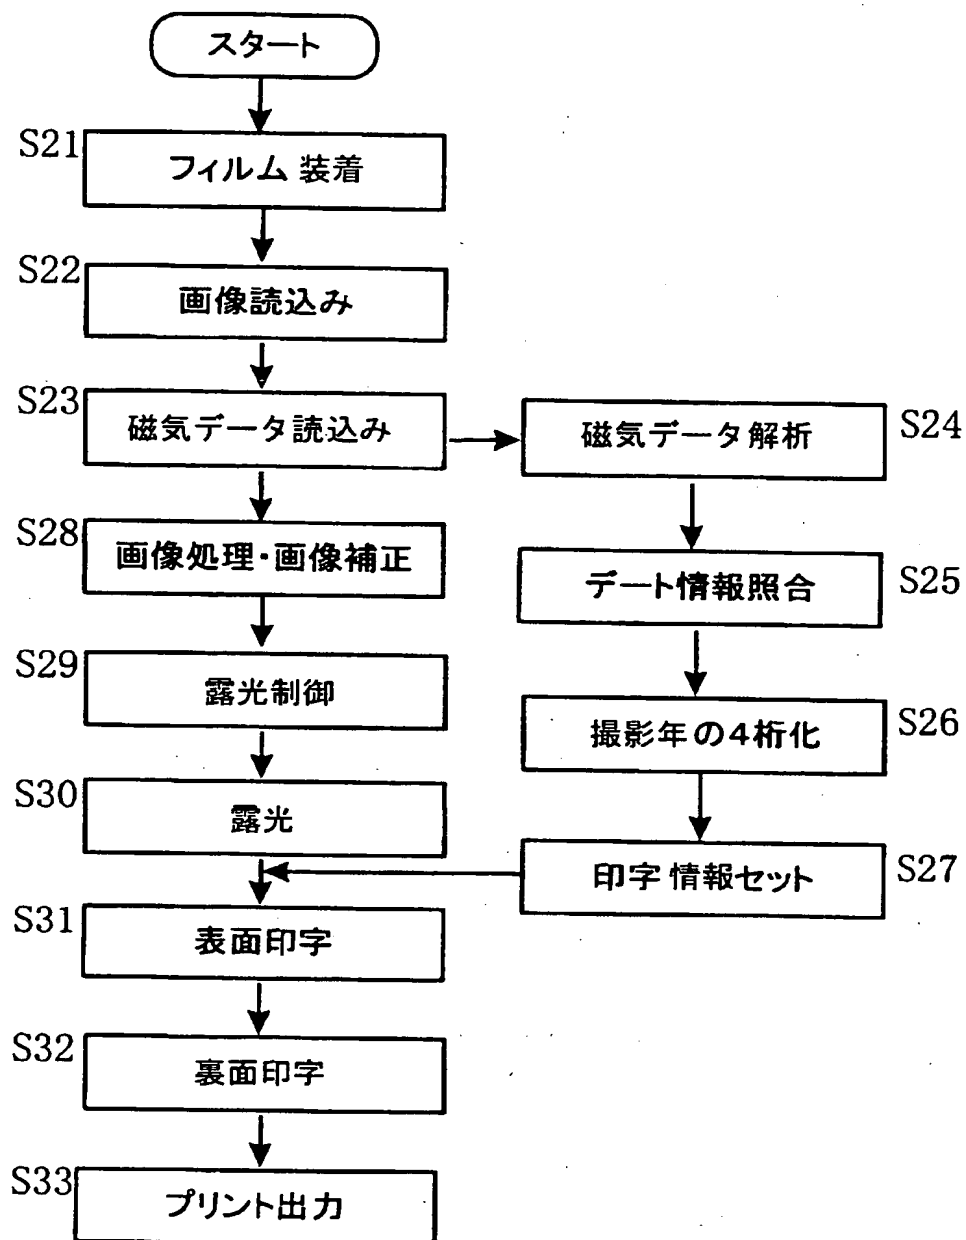 スタート
S21
フィルム 装着
S22
画像読込み
S23
磁気データ読込み
磁気データ解析
S24
S28
画像処理・画像補正
デート情報照合
S25
S29
露光制御
撮影年の4桁化
S26
S30
露光
印字 情報セット
S27
S31
表面印字
S32
裏面印字
S33
プリント出力